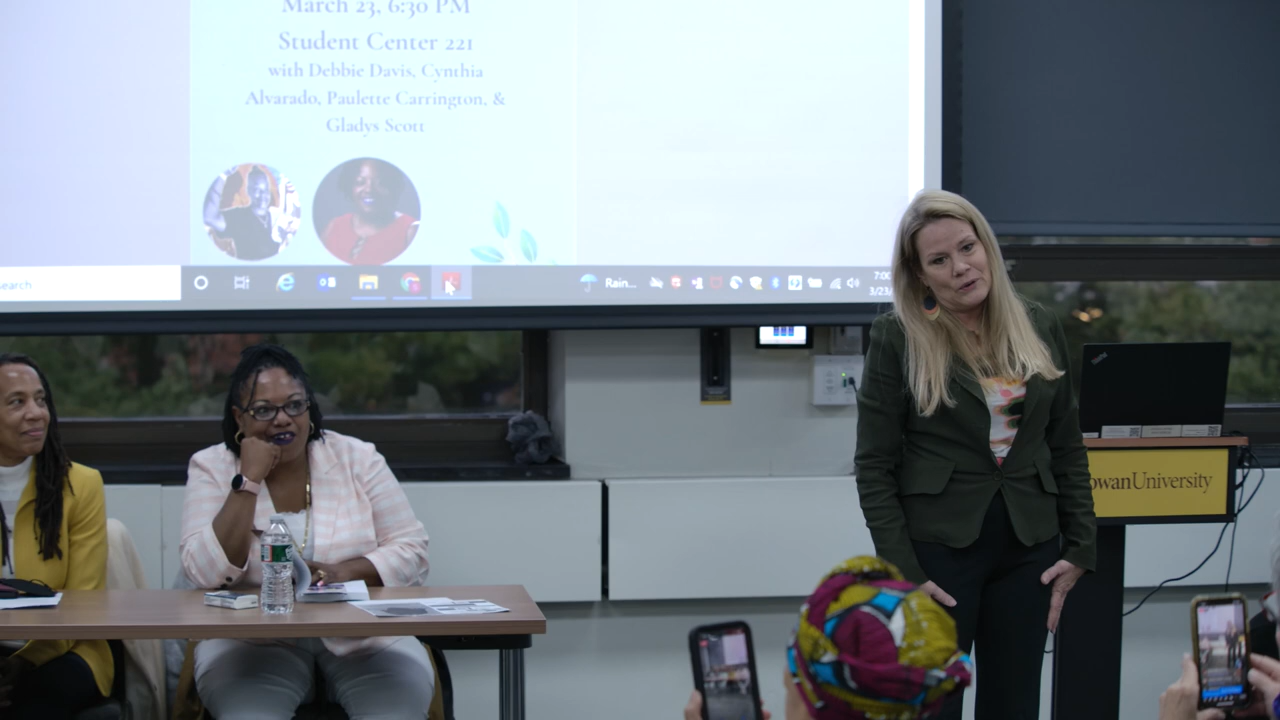 March 23, 6:30 PM
Student Center 221
with Debbie Davis, Cynthia
Alvarado, Paulette Carrington, &
Gladys Scott
earch
Rain...
7:00
3/23/
owanUniversity